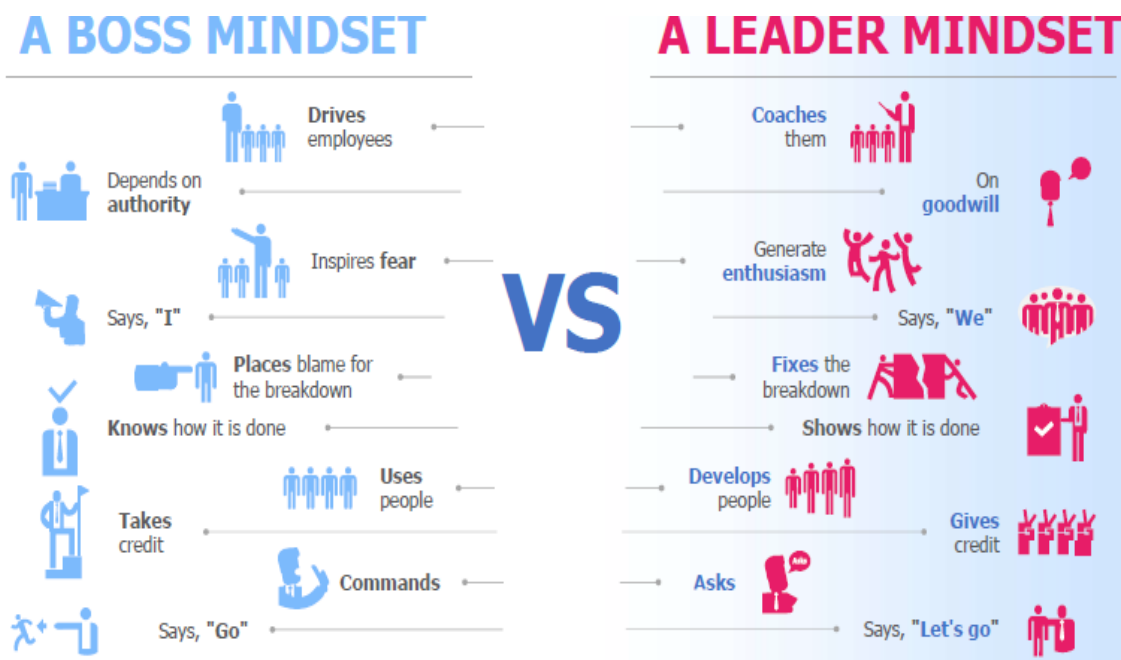 A BOSS MINDSET
A LEADER MINDSET
Drives
employees
Coaches
them
Depends on
authority
On
goodwill
Inspires fear
Generate
enthusiasm
VS
Says, "I"
Says, "We"
Places blame for
the breakdown
Fixes the
breakdown
Knows how it is done
Shows how it is done
Uses
people
Develops
people
Takes
credit
Gives
credit
Commands
Asks
Says, "Go"
Says, "Let's go"